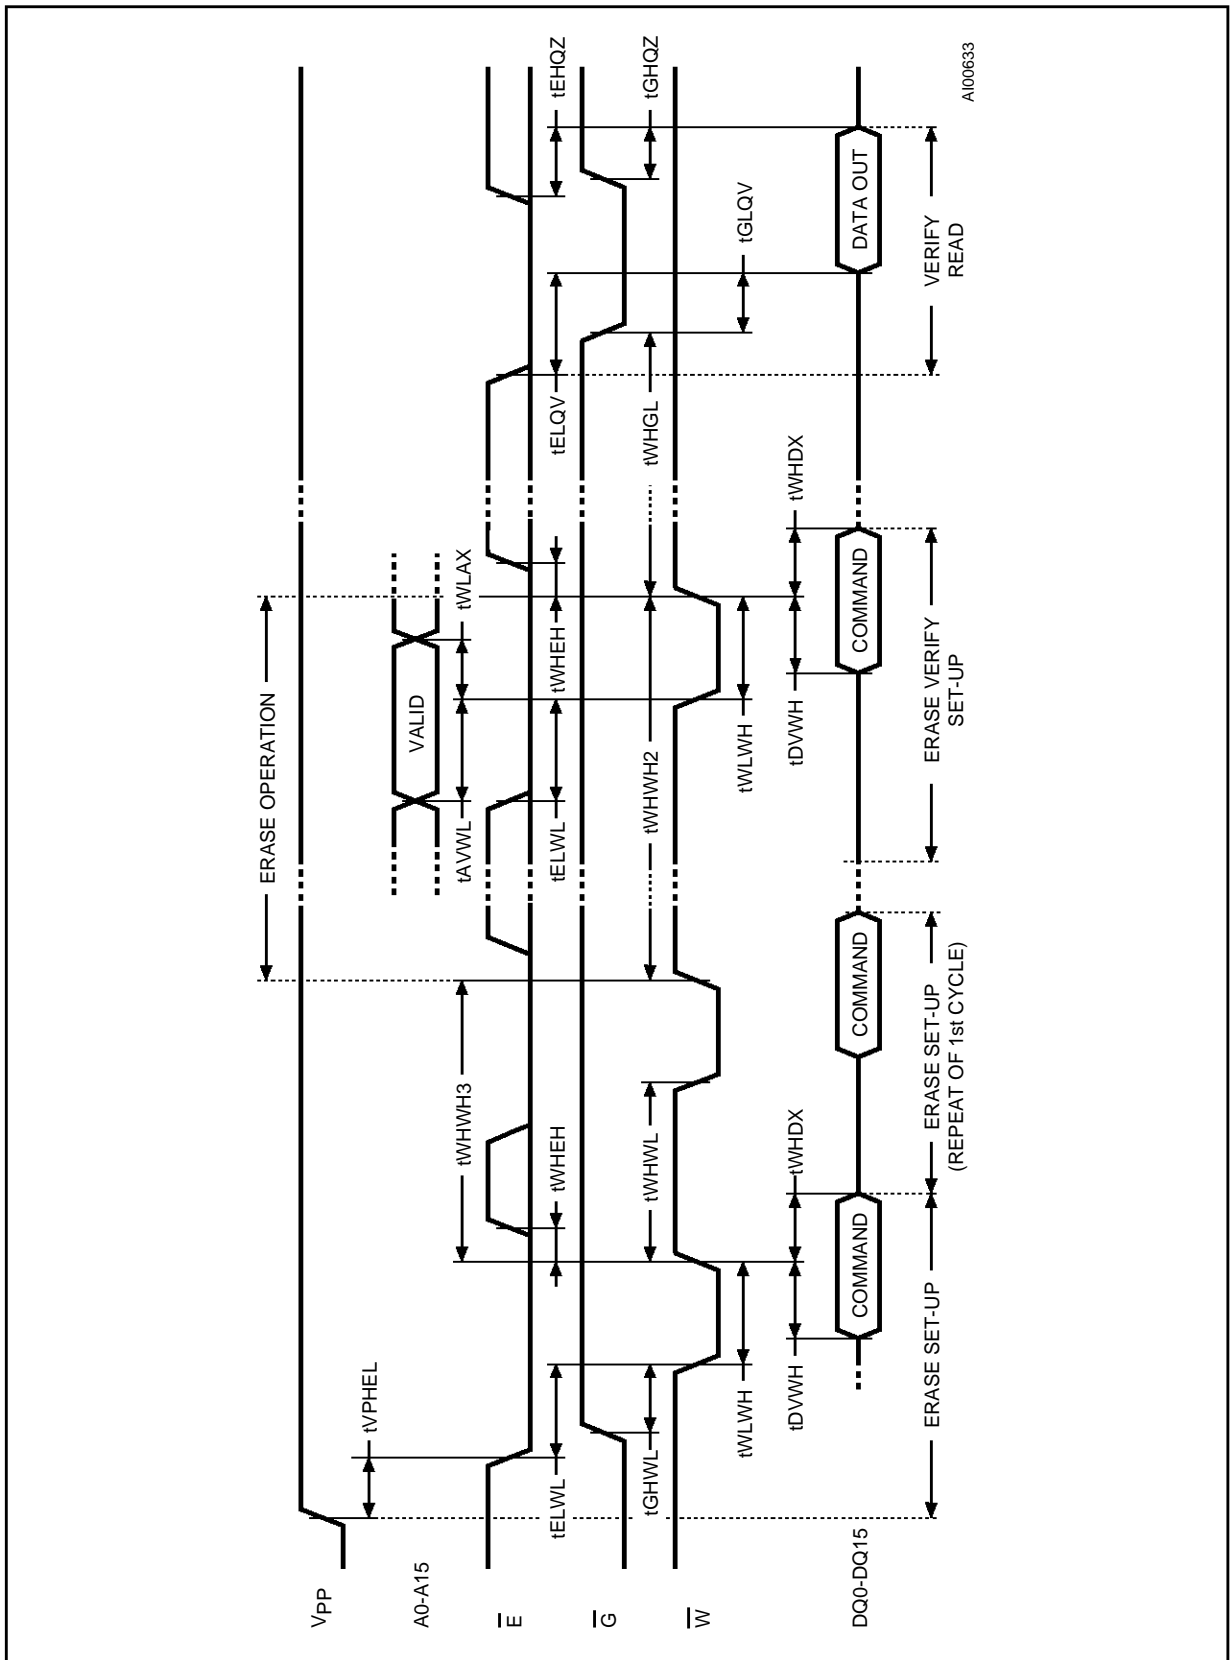 ERASE OPERATION
VPP
tVPHEL
A0-A15
VALID
tWHWH3
tAVWL
tWLAX
E
tELWL
tWHEH
tELWL
tWHEH
tELQV
tEHQZ
G
tGHWL
tWHWL
tWHWH2
tWHGL
tGHQZ
W
tWLWH
tWLWH
tGLQV
tDVWH
tWHDX
tDVWH
tWHDX
DQ0-DQ15
COMMAND
COMMAND
COMMAND
DATA OUT
ERASE SET-UP
ERASE SET-UP
(REPEAT OF 1st CYCLE)
ERASE VERIFY
SET-UP
VERIFY
READ
AI00633